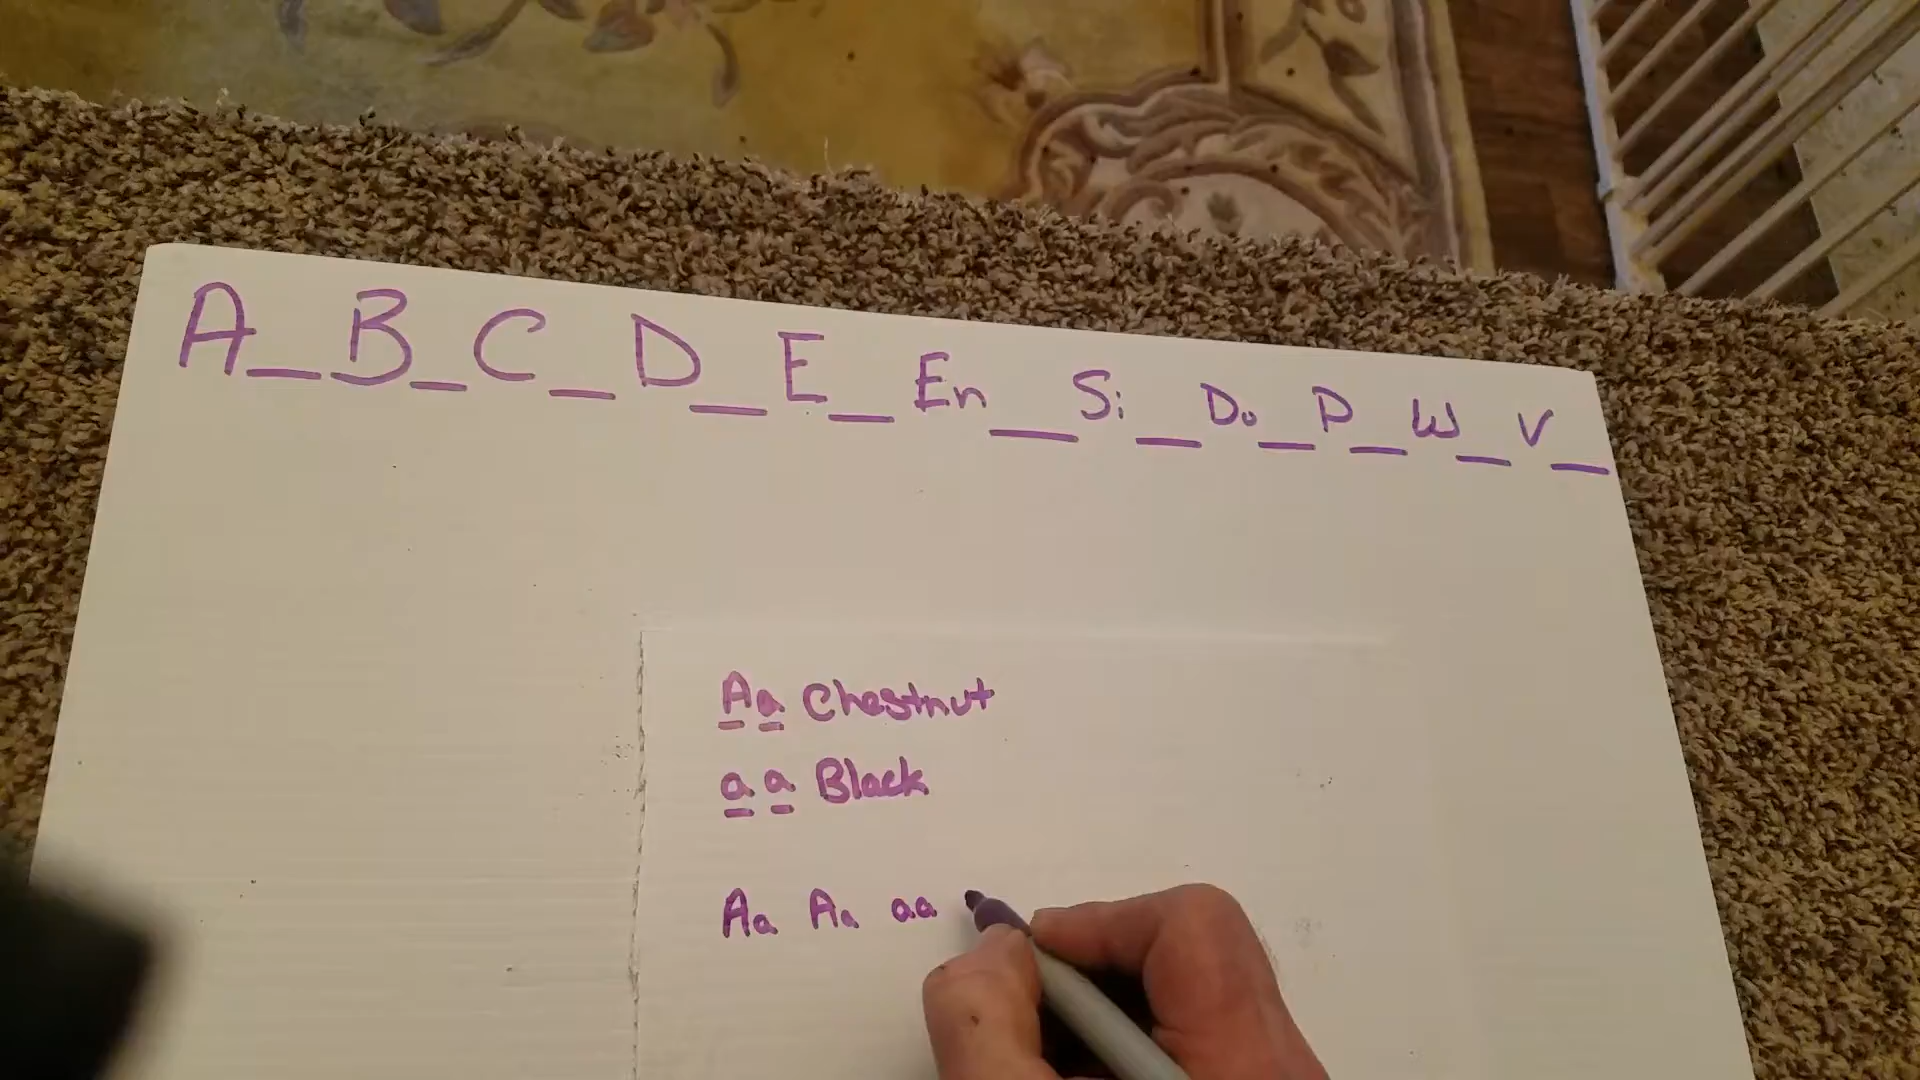 A_B_C_D_E_En_Si_Do_P_W_V_
Aa Chestnut
aa Black
Aa Aa aa